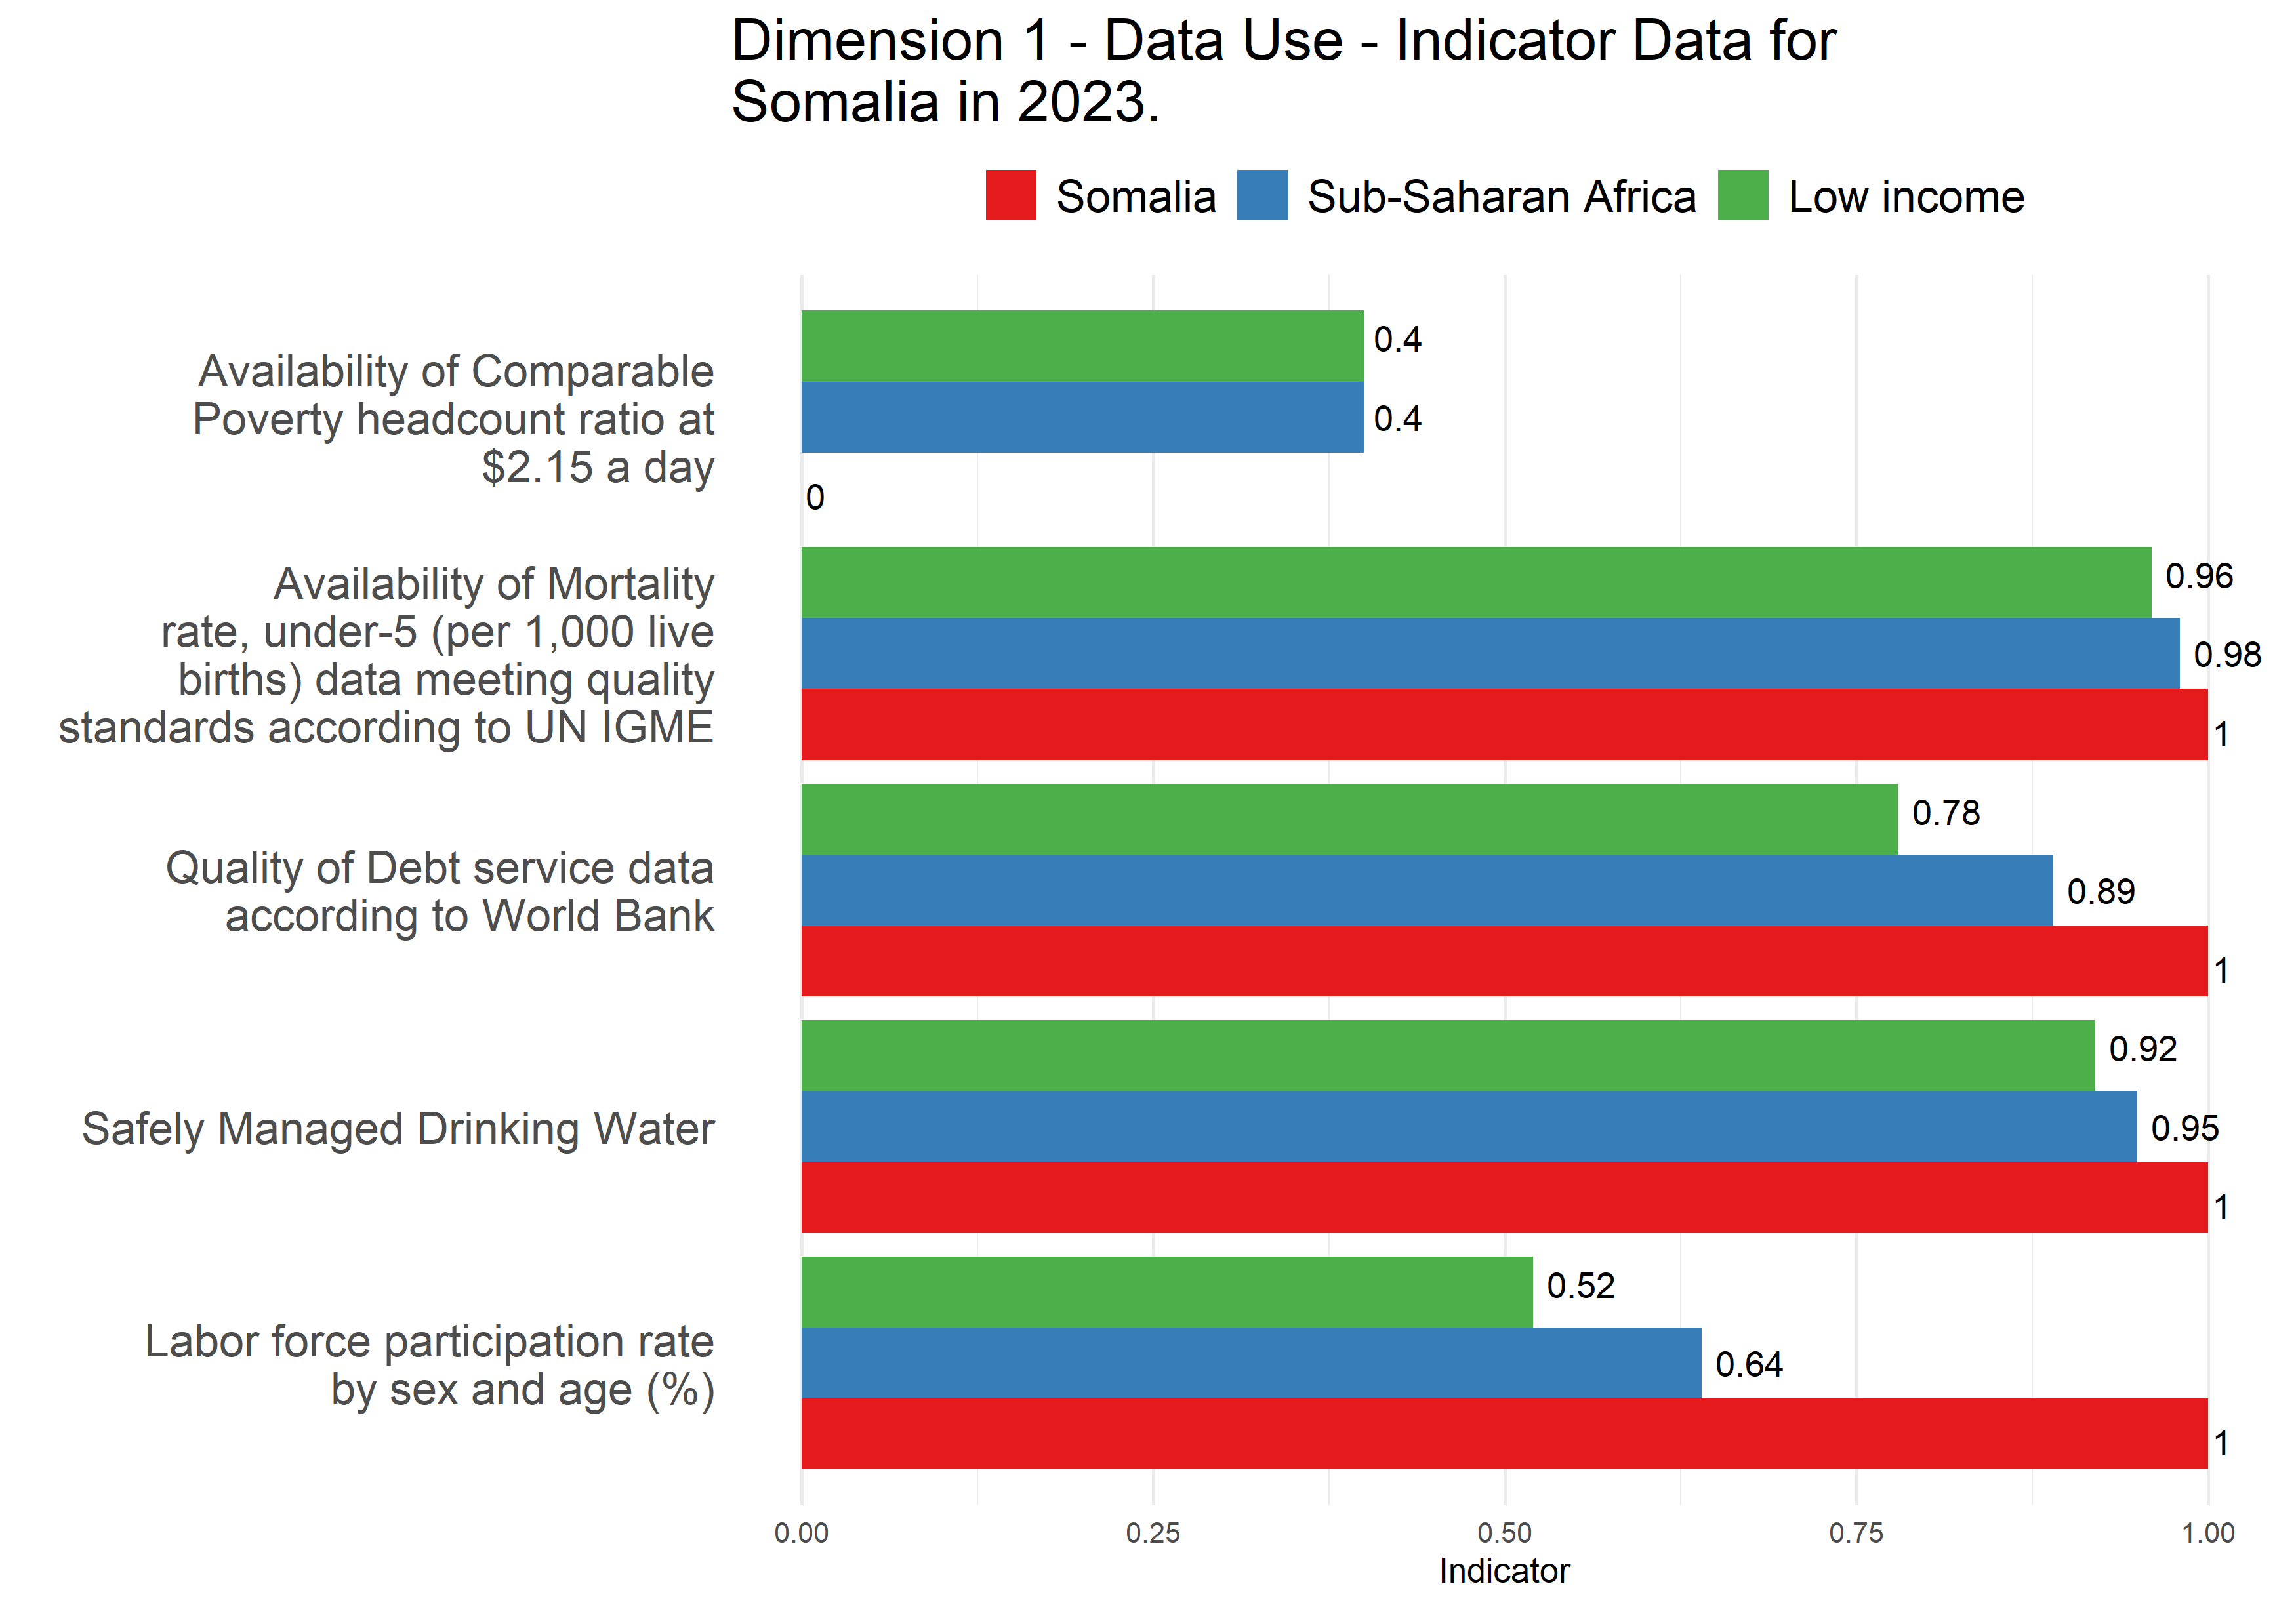 Dimension 1 - Data Use - Indicator Data for
Somalia in 2023.
Somalia
Sub-Saharan Africa
Low income
Availability of Comparable
Poverty headcount ratio at
$2.15 a day
0.4
0.4
0
Availability of Mortality
rate, under-5 (per 1,000 live
births) data meeting quality
standards according to UN IGME
0.96
0.98
1
Quality of Debt service data
according to World Bank
0.78
0.89
1
Safely Managed Drinking Water
0.92
0.95
1
Labor force participation rate
by sex and age (%)
0.52
0.64
1
0.00
0.25
0.50
0.75
1.00
Indicator